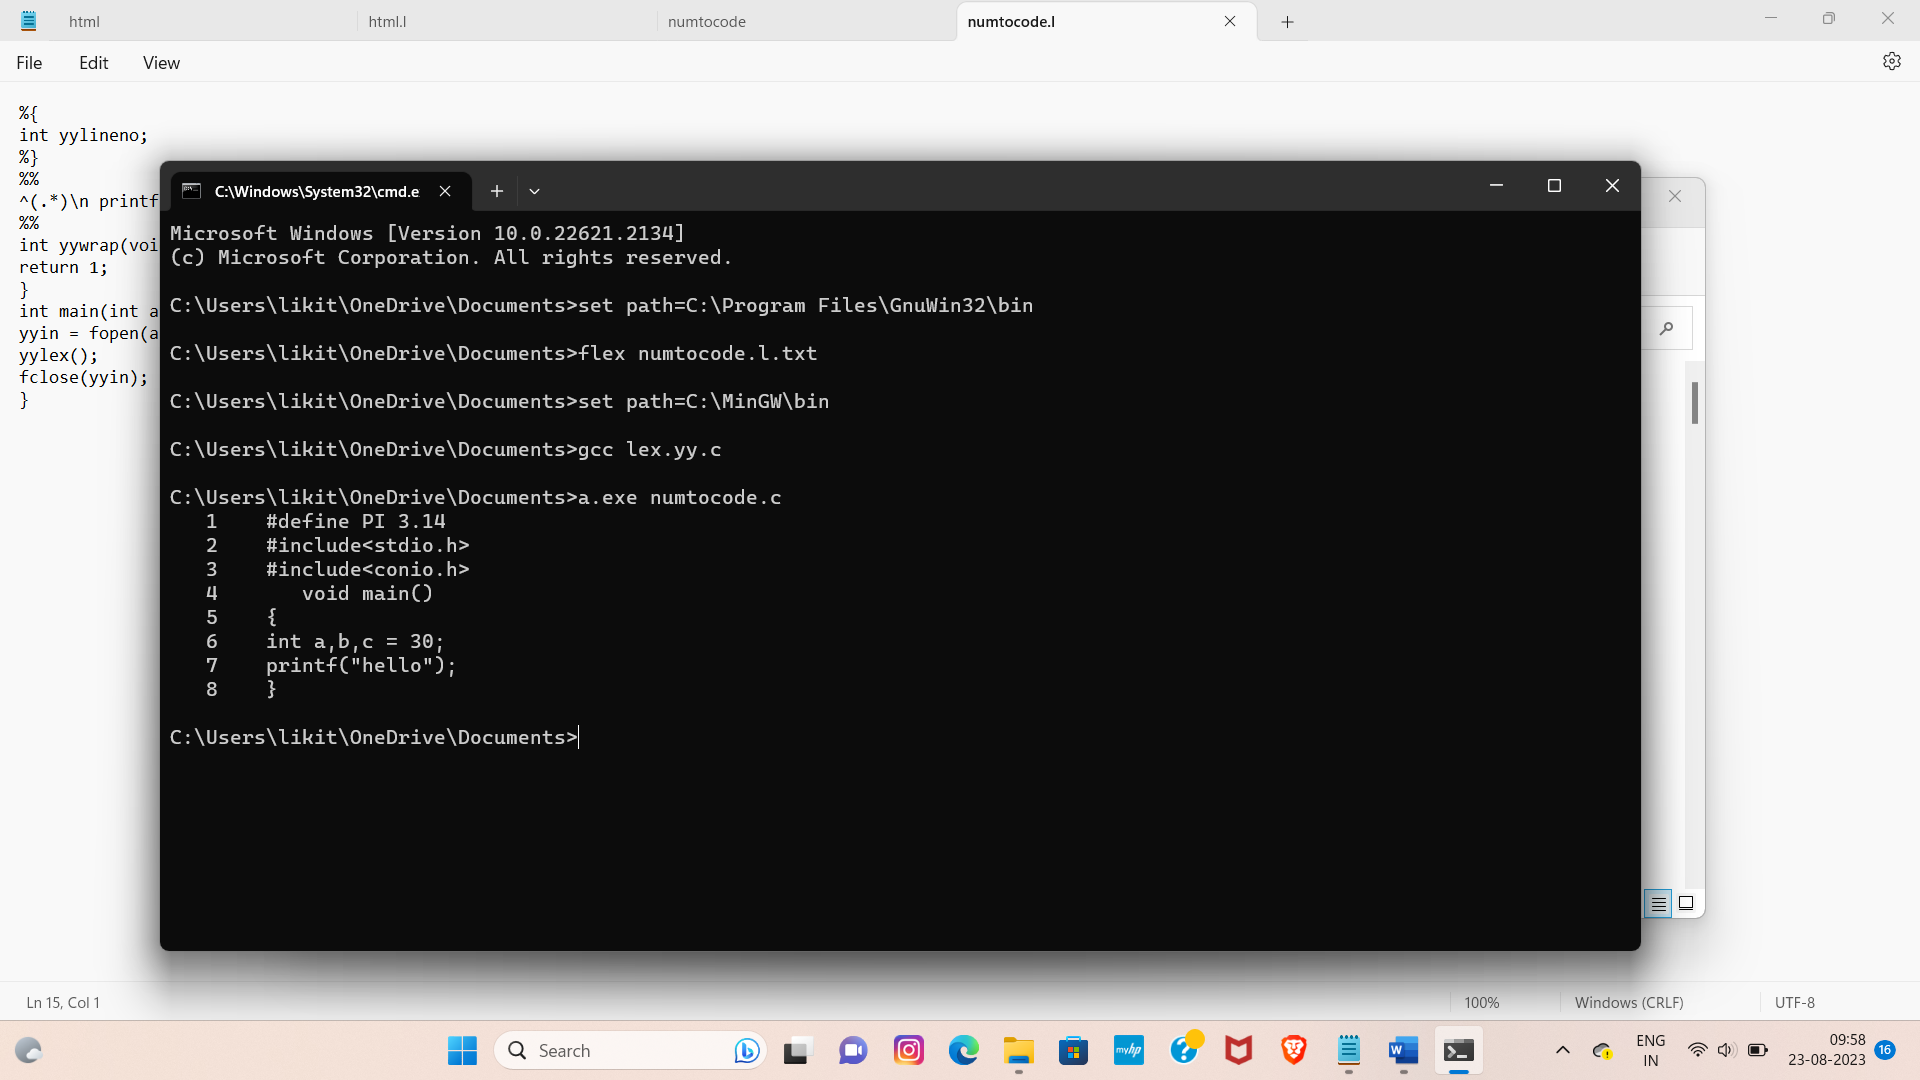 html
html.l
numtocode
numtocode.l
File
Edit
View
%{
int yylineno;
%}
%%
^(.*)\n printf
%%
int yywrap(voi
return 1;
}
int main(int a
yyin = fopen(a
yylex();
fclose(yyin);
}
C:\Windows\System32\cmd.e
Microsoft Windows [Version 10.0.22621.2134]
(c) Microsoft Corporation. All rights reserved.
C:\Users\likit\OneDrive\Documents>set path=C:\Program Files\GnuWin32\bin
C:\Users\likit\OneDrive\Documents>flex numtocode.l.txt
C:\Users\likit\OneDrive\Documents>set path=C:\MinGW\bin
C:\Users\likit\OneDrive\Documents>gcc lex.yy.c
C:\Users\likit\OneDrive\Documents>a.exe numtocode.c
1 #define PI 3.14
2 #include<stdio.h>
3 #include<conio.h>
4 void main()
5 {
6 int a,b,c = 30;
7 printf("hello");
8 }
C:\Users\likit\OneDrive\Documents>
Ln 15, Col 1
100%
Windows (CRLF)
UTF-8
Search
myhp
W
ENG
IN
09:58
23-08-2023
16